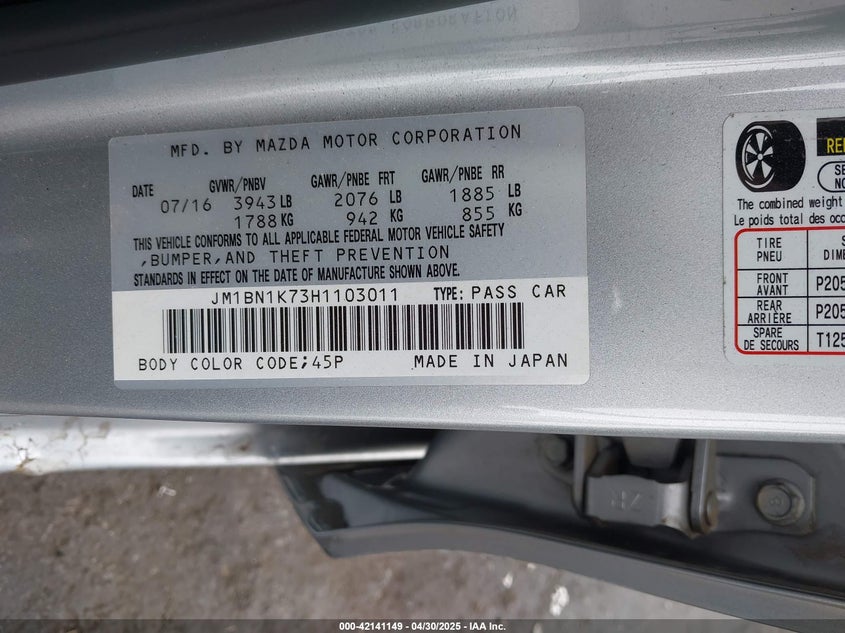 MFD. BY MAZDA MOTOR CORPORATION
DATE GVWR/PNBV GAWR/PNBE FRT GAWR/PNBE RR
07/16 3943 LB 2076 LB 1885 LB
1788 KG 942 KG 855 KG
THIS VEHICLE CONFORMS TO ALL APPLICABLE FEDERAL MOTOR VEHICLE SAFETY
,BUMPER,AND THEFT PREVENTION
STANDARDS IN EFFECT ON THE DATE OF MANUFACTURE SHOWN ABOVE.
JM1BN1K73H1103011 TYPE: PASS CAR
BODY COLOR CODE;45P MADE IN JAPAN
The combined weight
Le poids total des occ
TIRE
PNEU
DIME
FRONT
AVANT
P205
REAR
ARRIÈRE
P205
SPARE
DE SECOURS
T125
000-42141149 - 04/30/2025 - IAA Inc.